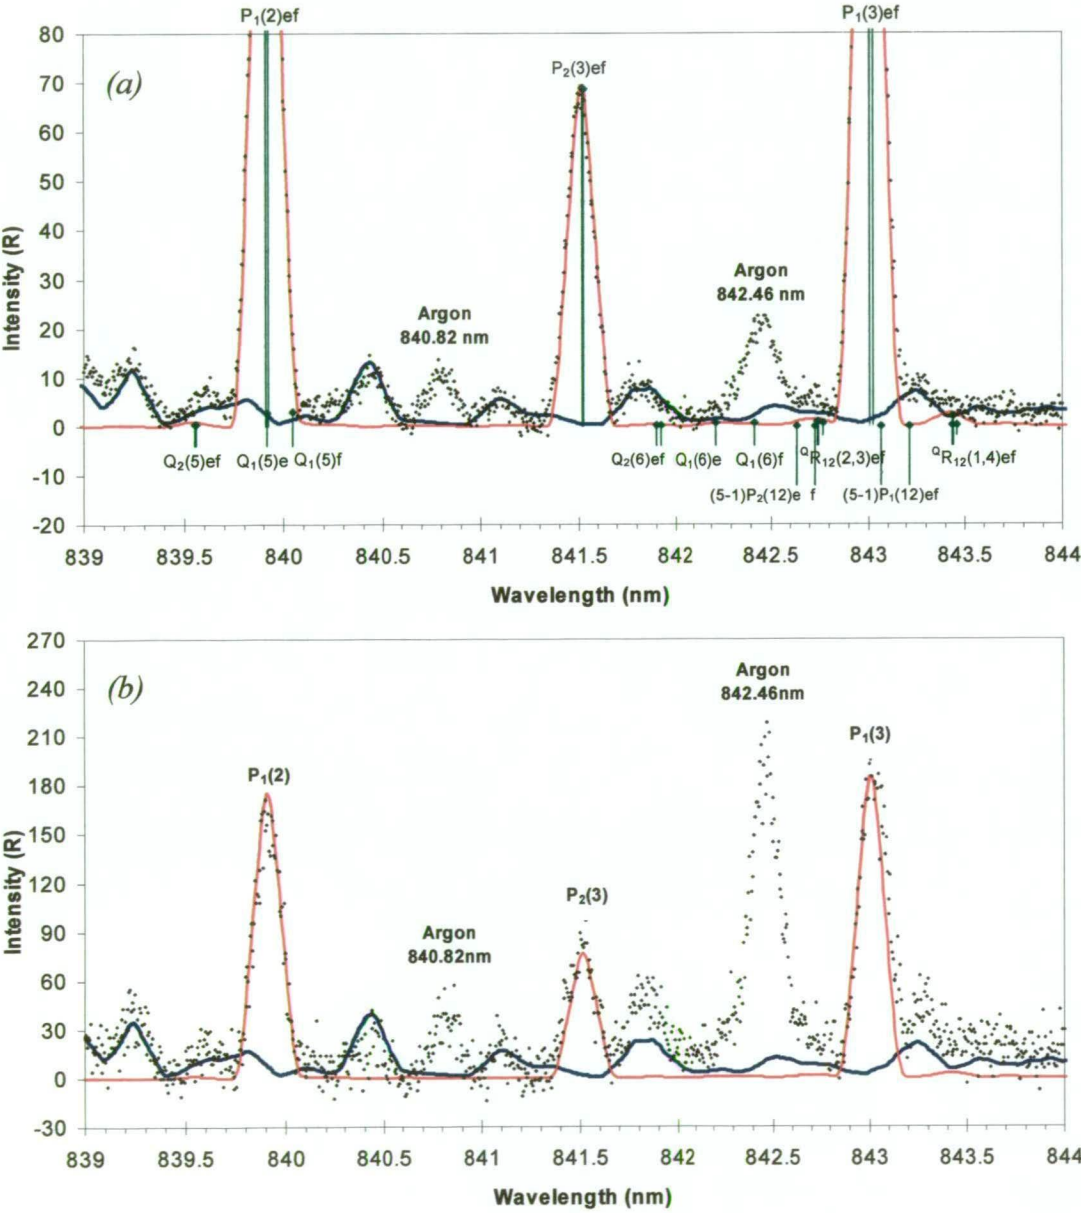 P₁(2)ef
P₁(3)ef
80
(a)
P₂(3)ef
70
60
50
40
30
Argon
842.46 nm
Argon
840.82 nm
20
10
0
Q₂(5)ef Q₁(5)e Q₁(5)f Q₂(6)ef Q₁(6)e Q₁(6)f QR₁₂(2,3)ef QR₁₂(1,4)ef
-10
(5-1)P₂(12)e f (5-1)P₁(12)ef
-20
Intensity (R)
839 839.5 840 840.5 841 841.5 842 842.5 843 843.5 844
Wavelength (nm)
270
(b)
Argon
842.46nm
240
210
P₁(3)
P₁(2)
180
150
120
P₂(3)
Argon
840.82nm
90
60
30
0
-30
Intensity (R)
839 839.5 840 840.5 841 841.5 842 842.5 843 843.5 844
Wavelength (nm)